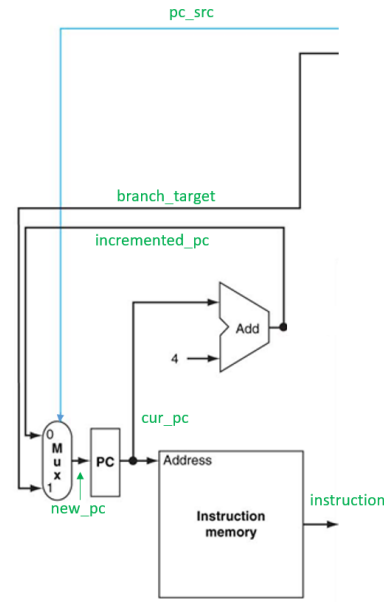 pc_src
branch_target
incremented_pc
Add
4
cur_pc
0
M
u
x
1
PC
Address
Instruction
memory
instruction
new_pc